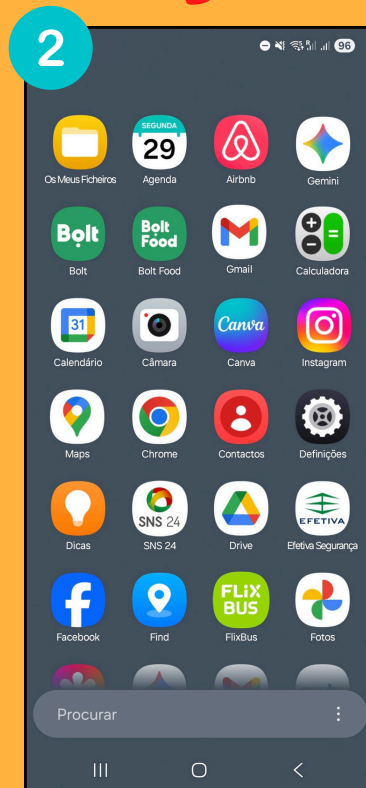 2
96
SEGUNDA
29
Os Meus Ficheiros
Agenda
Airbnb
Gemini
Bolt
Bolt
Food
Bolt
Bolt Food
Gmail
Calculadora
31
Canva
Calendário
Câmara
Canva
Instagram
Maps
Chrome
Contactos
Definições
SNS 24
EFETIVA
Dicas
SNS 24
Drive
Efetiva Segurança
FLiX
BUS
Facebook
Find
FlixBus
Fotos
Procurar